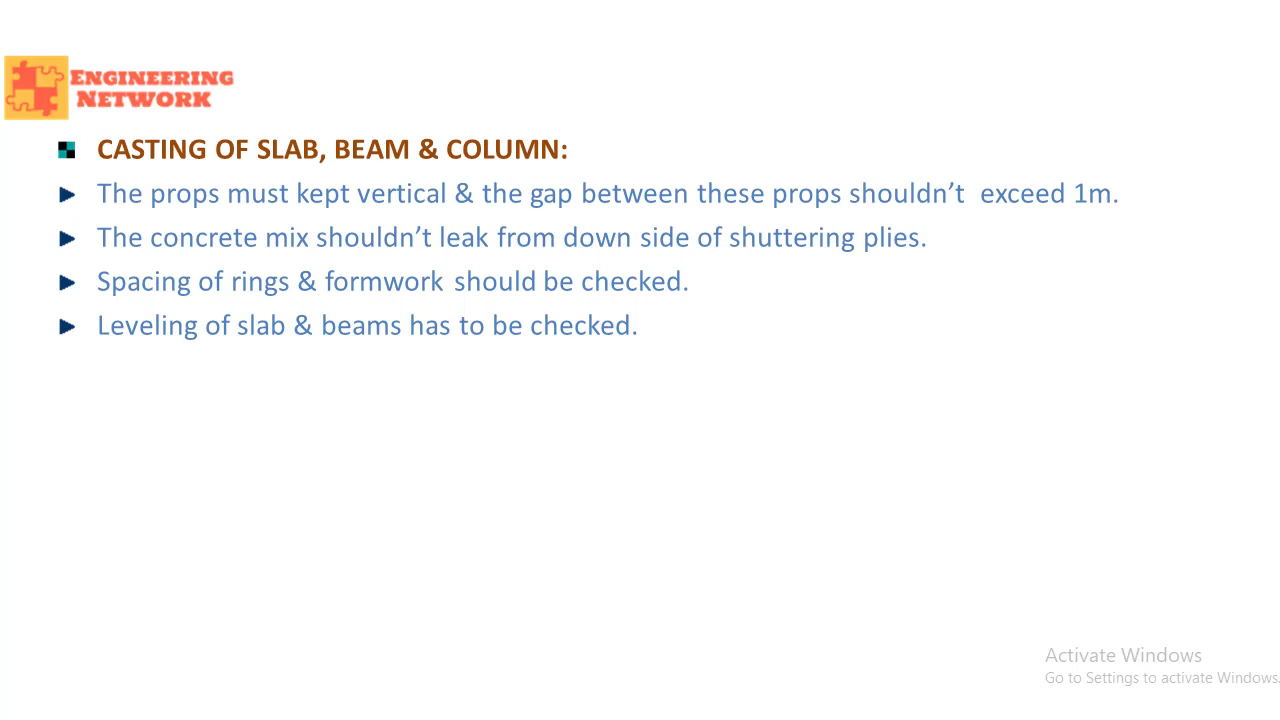 ENGINEERING
NETWORK
CASTING OF SLAB, BEAM & COLUMN:
The props must kept vertical & the gap between these props shouldn’t exceed 1m.
The concrete mix shouldn’t leak from down side of shuttering plies.
Spacing of rings & formwork should be checked.
Leveling of slab & beams has to be checked.
Activate Windows
Go to Settings to activate Windows.